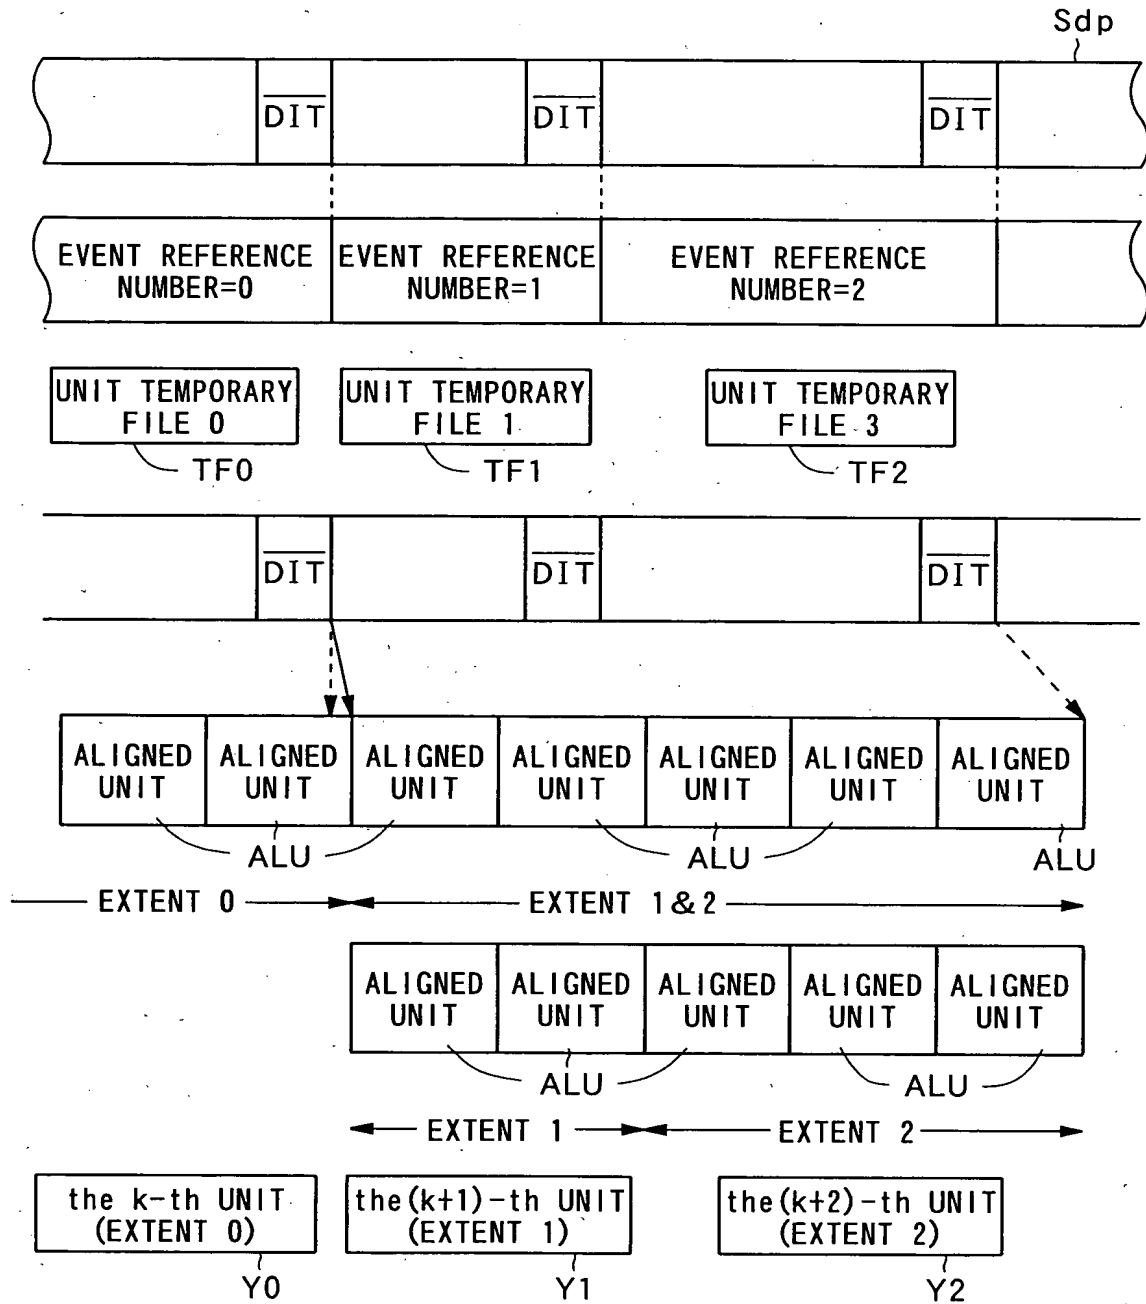 Sdp
DIT DIT DIT
EVENT REFERENCE
NUMBER=0
EVENT REFERENCE
NUMBER=1
EVENT REFERENCE
NUMBER=2
UNIT TEMPORARY
FILE 0
UNIT TEMPORARY
FILE 1
UNIT TEMPORARY
FILE 3
TF0 TF1 TF2
DIT DIT DIT
ALIGNED
UNIT
ALIGNED
UNIT
ALIGNED
UNIT
ALIGNED
UNIT
ALIGNED
UNIT
ALIGNED
UNIT
ALIGNED
UNIT
ALU ALU ALU
EXTENT 0 EXTENT 1&2
ALIGNED
UNIT
ALIGNED
UNIT
ALIGNED
UNIT
ALIGNED
UNIT
ALIGNED
UNIT
ALU ALU
EXTENT 1 EXTENT 2
the k-th UNIT
(EXTENT 0)
the(k+1)-th UNIT
(EXTENT 1)
the(k+2)-th UNIT
(EXTENT 2)
Y0 Y1 Y2